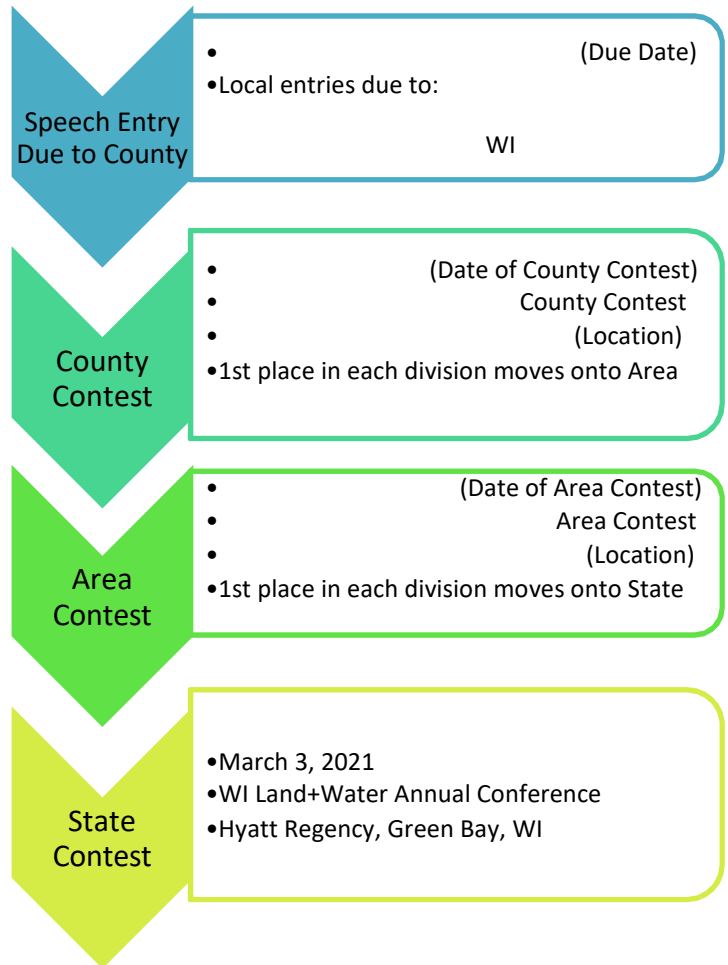 Speech Entry
Due to County
• (Due Date)
•Local entries due to:
WI
County
Contest
• (Date of County Contest)
• County Contest
• (Location)
•1st place in each division moves onto Area
Area
Contest
• (Date of Area Contest)
• Area Contest
• (Location)
•1st place in each division moves onto State
State
Contest
•March 3, 2021
•WI Land+Water Annual Conference
•Hyatt Regency, Green Bay, WI